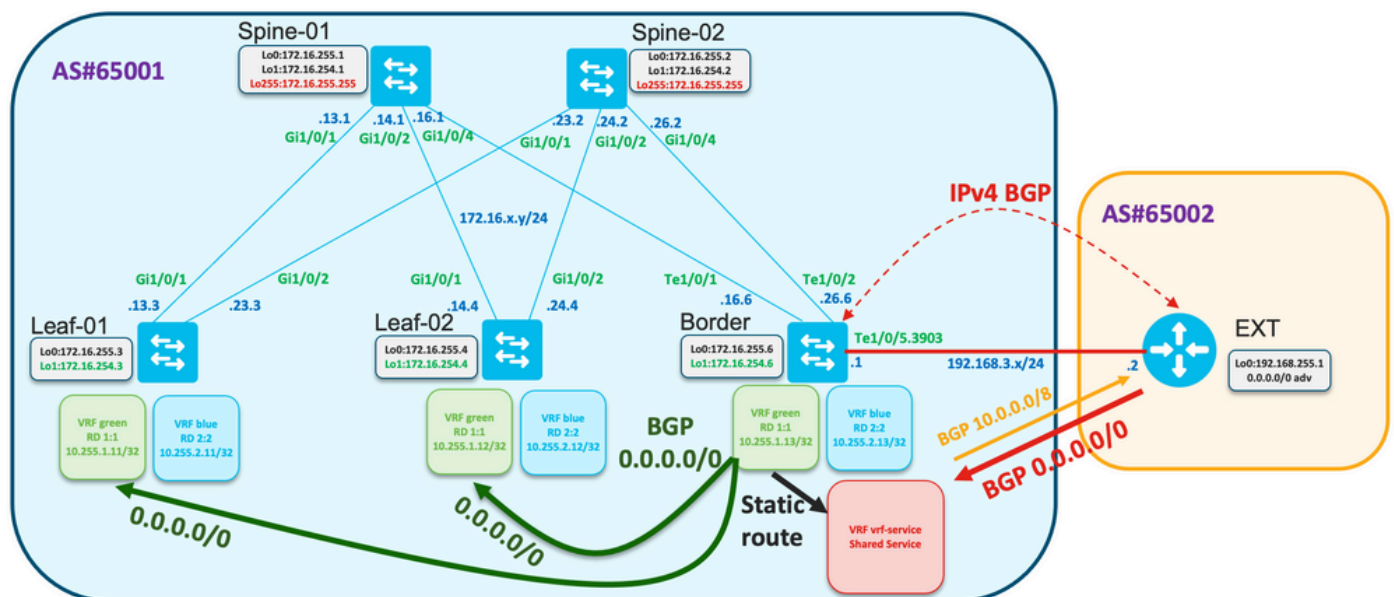 Spine-01
Lo0:172.16.255.1
Lo1:172.16.254.1
Lo255:172.16.255.255
Spine-02
Lo0:172.16.255.2
Lo1:172.16.254.2
Lo255:172.16.255.255
AS#65001
.13.1
.14.1
.16.1
Gi1/0/1
Gi1/0/2
Gi1/0/4
.23.2
.24.2
.26.2
Gi1/0/1
Gi1/0/2
Gi1/0/4
172.16.x.y/24
IPv4 BGP
AS#65002
Gi1/0/1
Gi1/0/2
Gi1/0/1
Gi1/0/2
Te1/0/1
Te1/0/2
.13.3
.23.3
.14.4
.24.4
.16.6
.26.6
Leaf-01
Lo0:172.16.255.3
Lo1:172.16.254.3
Leaf-02
Lo0:172.16.255.4
Lo1:172.16.254.4
Border
Lo0:172.16.255.6
Lo1:172.16.254.6
Te1/0/5.3903
.1
192.168.3.x/24
.2
EXT
Lo0:192.168.255.1
0.0.0.0/0 adv
VRF green
RD 1:1
10.255.1.11/32
VRF blue
RD 2:2
10.255.2.11/32
VRF green
RD 1:1
10.255.1.12/32
VRF blue
RD 2:2
10.255.2.12/32
BGP
0.0.0.0/0
VRF green
RD 1:1
10.255.1.13/32
VRF blue
RD 2:2
10.255.2.13/32
BGP 10.0.0.0/8
BGP 0.0.0.0/0
0.0.0.0/0
0.0.0.0/0
Static
route
VRF vrf-service
Shared Service